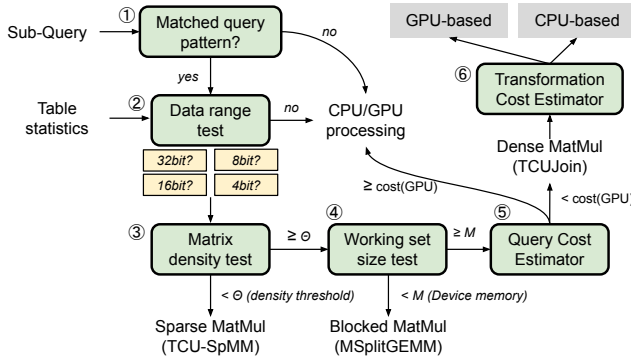 GPU-based
CPU-based
①
Sub-Query
Matched query
pattern?
no
yes
⑥
Transformation
Cost Estimator
②
Table
statistics
Data range
test
no
CPU/GPU
processing
Dense MatMul
(TCUJoin)
32bit?
8bit?
16bit?
4bit?
≥ cost(GPU)
< cost(GPU)
③
Matrix
density test
≥ Θ
④
Working set
size test
≥ M
⑤
Query Cost
Estimator
< Θ (density threshold)
< M (Device memory)
Sparse MatMul
(TCU-SpMM)
Blocked MatMul
(MSplitGEMM)